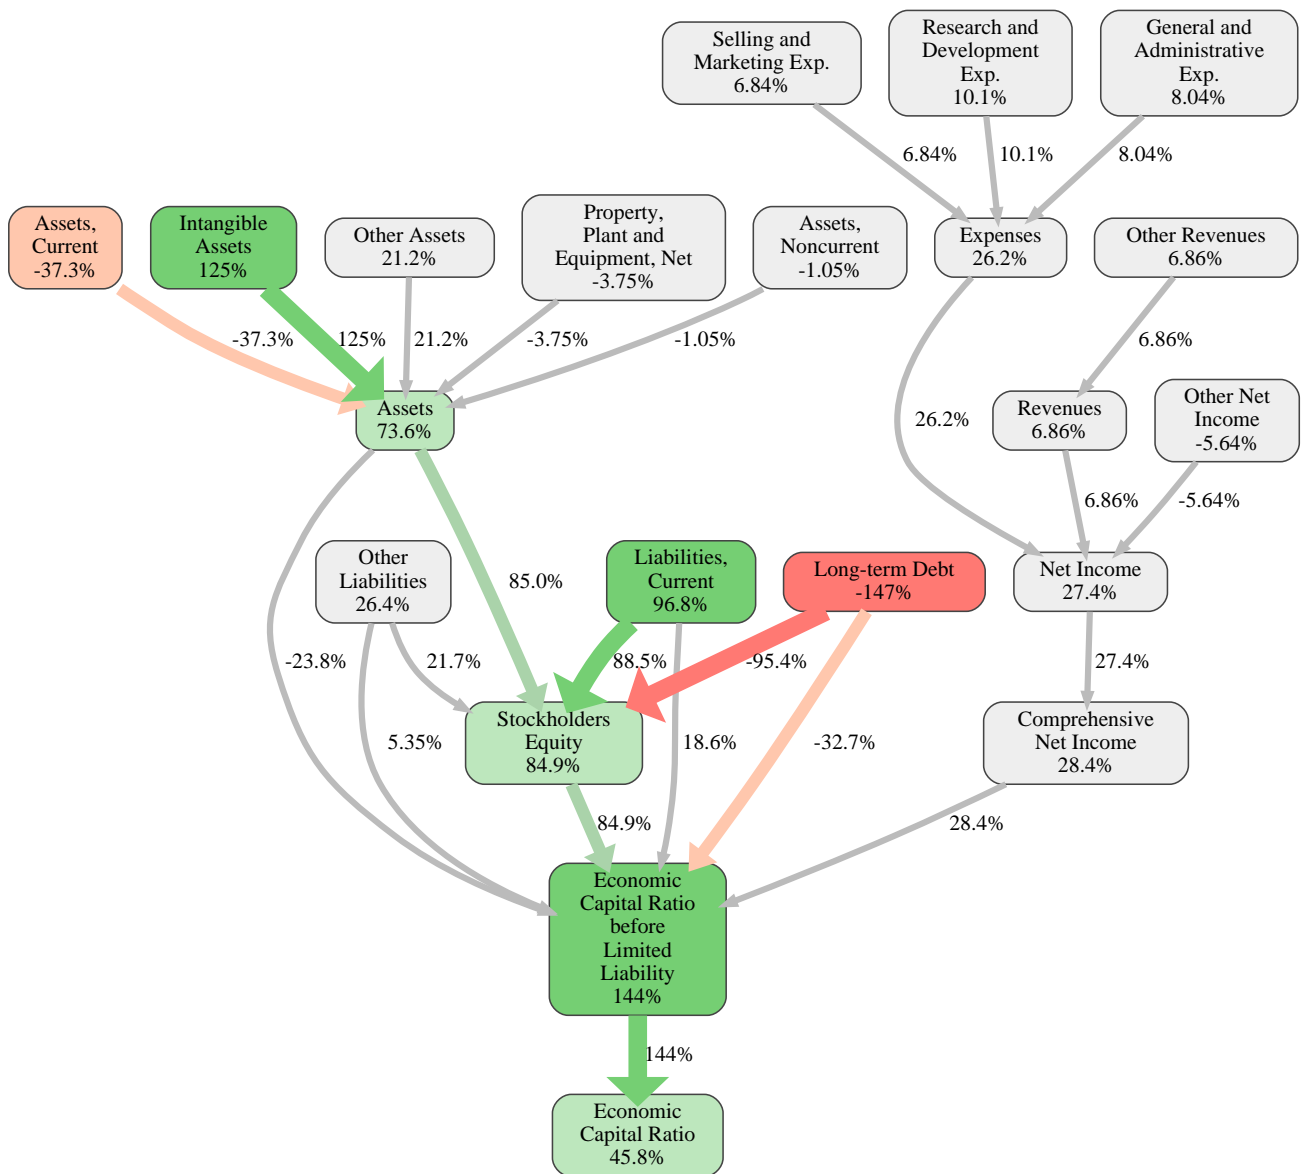 Selling and
Marketing Exp.
6.84%
Research and
Development
Exp.
10.1%
General and
Administrative
Exp.
8.04%
6.84%
10.1%
8.04%
Assets,
Current
-37.3%
Intangible
Assets
125%
Other Assets
21.2%
Property,
Plant and
Equipment, Net
-3.75%
Assets,
Noncurrent
-1.05%
Expenses
26.2%
Other Revenues
6.86%
-37.3%
125%
21.2%
-3.75%
-1.05%
6.86%
Assets
73.6%
26.2%
Revenues
6.86%
Other Net
Income
-5.64%
6.86%
-5.64%
Other
Liabilities
26.4%
85.0%
Liabilities,
Current
96.8%
Long-term Debt
-147%
Net Income
27.4%
-23.8%
21.7%
88.5%
-95.4%
27.4%
Stockholders
Equity
84.9%
5.35%
18.6%
-32.7%
Comprehensive
Net Income
28.4%
84.9%
28.4%
Economic
Capital Ratio
before
Limited
Liability
144%
144%
Economic
Capital Ratio
45.8%